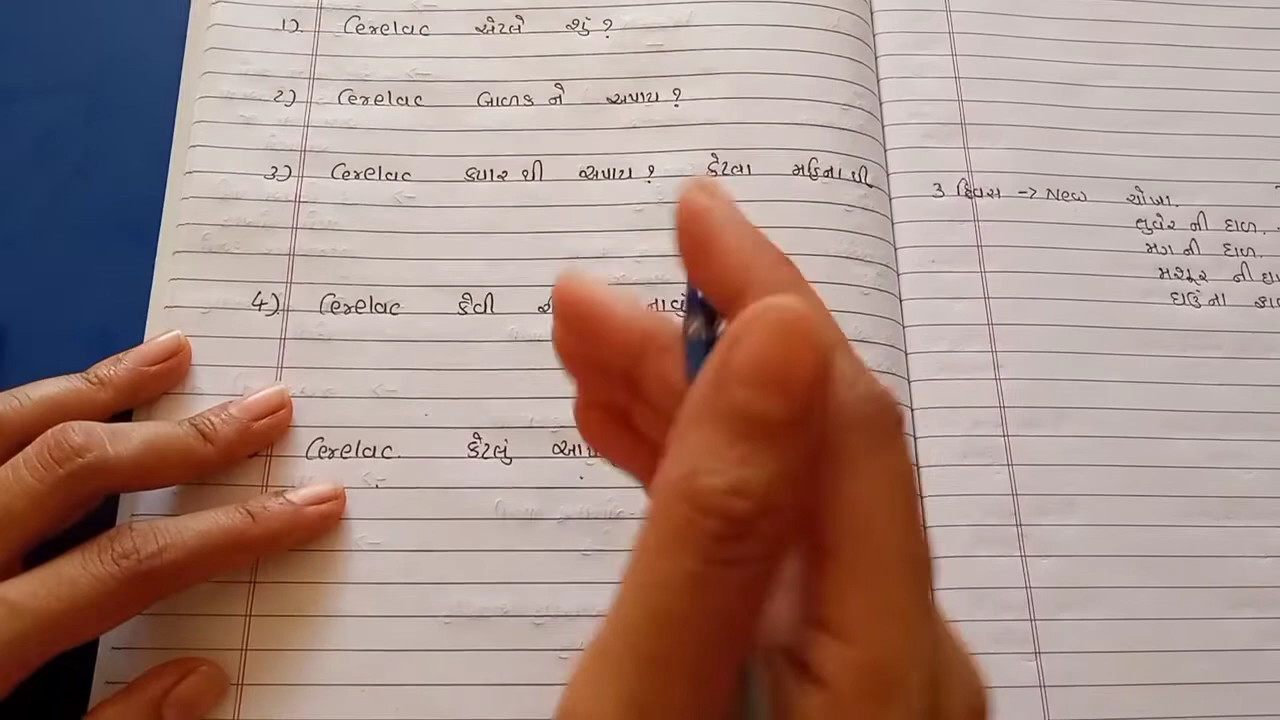 1). Cerelac એટલે શું?
2) Cerelac બાળક ને અપાય?
3) Cerelac ક્યાર થી અપાય? કેટલા મહિના થી
4) Cerelac કેવી
Cerelac. કેટલું
3 દિવસ -> New ચોખા.
તુવેર ની દાળ.
મગ ની દાળ.
મશૂર ની
ઘઉં ના